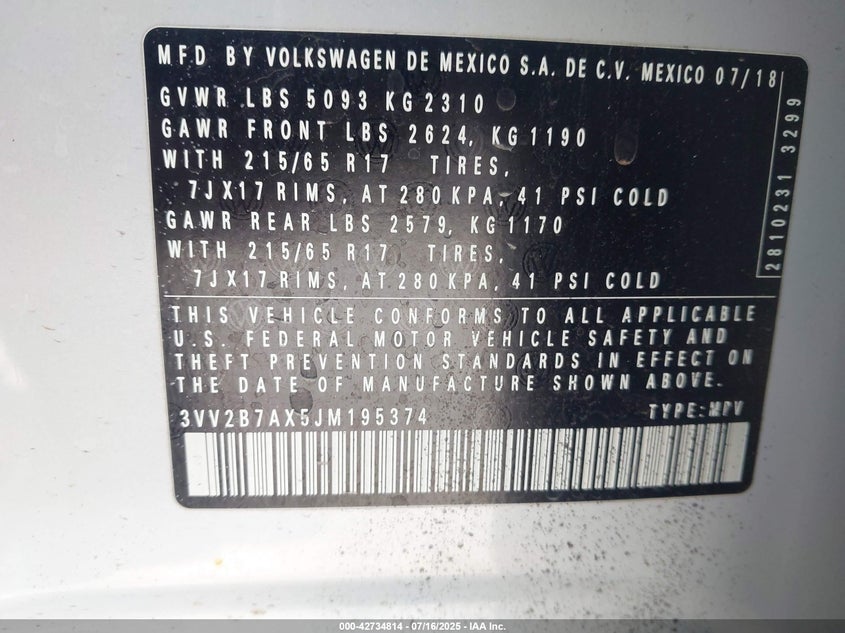 MFD BY VOLKSWAGEN DE MEXICO S.A. DE C.V. MEXICO 07/18
GVWR LBS 5093 KG 2310
GAWR FRONT LBS 2624, KG 1190
WITH 215/65 R17 TIRES,
7JX17 RIMS, AT 280 KPA, 41 PSI COLD
GAWR REAR LBS 2579, KG 1170
WITH 215/65 R17 TIRES,
7JX17 RIMS, AT 280 KPA, 41 PSI COLD
2810231 3299
THIS VEHICLE CONFORMS TO ALL APPLICABLE
U.S. FEDERAL MOTOR VEHICLE SAFETY AND
THEFT PREVENTION STANDARDS IN EFFECT ON
THE DATE OF MANUFACTURE SHOWN ABOVE.
3VV2B7AX5JM195374 TYPE: MPV
000-42734814 - 07/16/2025 - IAA Inc.